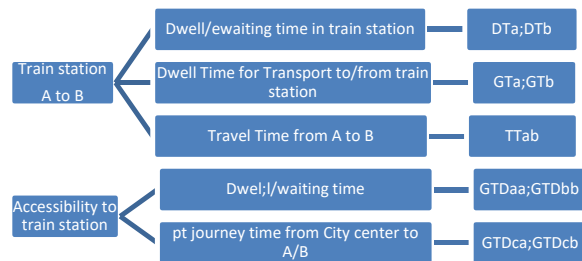 Train station
A to B
Dwell/ewaiting time in train station
DTa;DTb
Dwell Time for Transport to/from train
station
GTa;GTb
Travel Time from A to B
TTab
Accessibility to
train station
Dwel;l/waiting time
GTDaa;GTDbb
pt journey time from City center to
A/B
GTDca;GTDcb